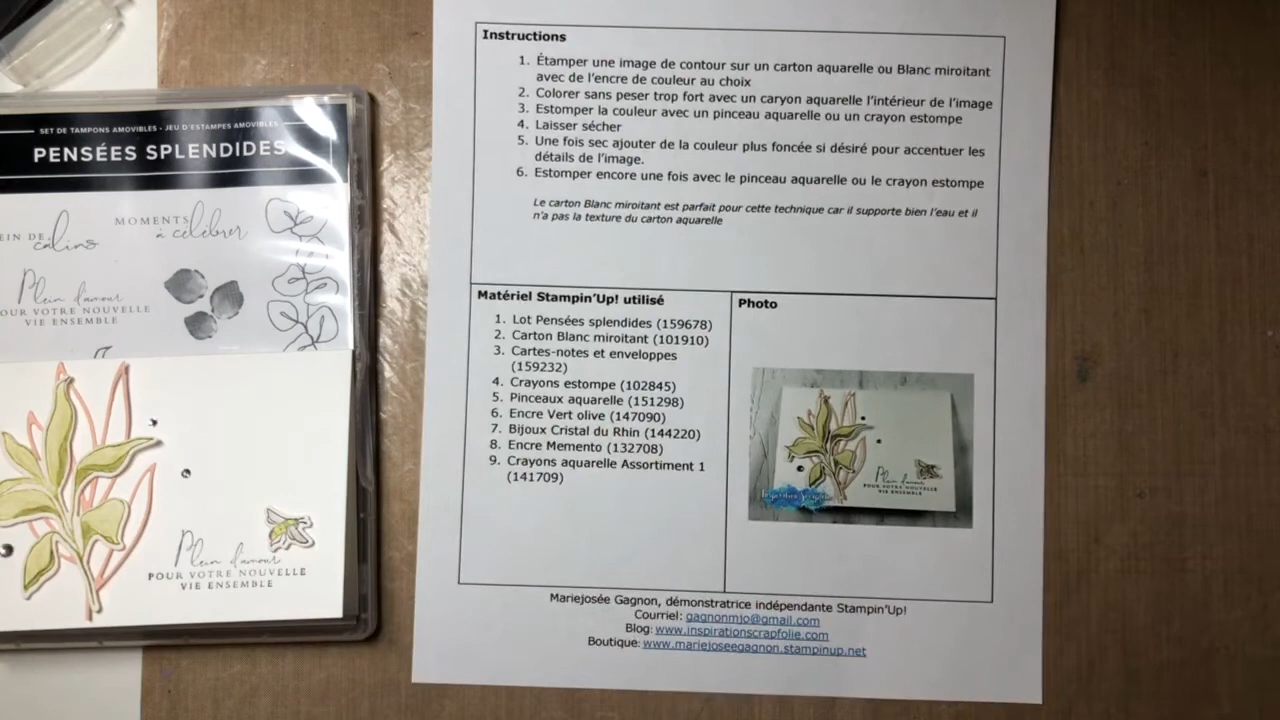 SET DE TAMPONS AMOVIBLES - JEU D'ESTAMPES AMOVIBLES
PENSÉES SPLENDIDES
EIN DE
câlins
MOMENTS
à célébrer
Plein d'amour
OUR VOTRE NOUVELLE
VIE ENSEMBLE
Plein d'amour
POUR VOTRE NOUVELLE
VIE ENSEMBLE
Instructions
1. Étamper une image de contour sur un carton aquarelle ou Blanc miroitant
avec de l'encre de couleur au choix
2. Colorer sans peser trop fort avec un caryon aquarelle l'intérieur de l'image
3. Estomper la couleur avec un pinceau aquarelle ou un crayon estompe
4. Laisser sécher
5. Une fois sec ajouter de la couleur plus foncée si désiré pour accentuer les
détails de l'image.
6. Estomper encore une fois avec le pinceau aquarelle ou le crayon estompe
Le carton Blanc miroitant est parfait pour cette technique car il supporte bien l'eau et il
n'a pas la texture du carton aquarelle
Matériel Stampin'Up! utilisé
1. Lot Pensées splendides (159678)
2. Carton Blanc miroitant (101910)
3. Cartes-notes et enveloppes
(159232)
4. Crayons estompe (102845)
5. Pinceaux aquarelle (151298)
6. Encre Vert olive (147090)
7. Bijoux Cristal du Rhin (144220)
8. Encre Memento (132708)
9. Crayons aquarelle Assortiment 1
(141709)
Photo
Plein d'amour
POUR VOTRE NOUVELLE
VIE ENSEMBLE
Mariejosée Gagnon, démonstratrice indépendante Stampin'Up!
Courriel: gagnonmjo@gmail.com
Blog: www.inspirationscrapfolie.com
Boutique: www.mariejoseegagnon.stampinup.net